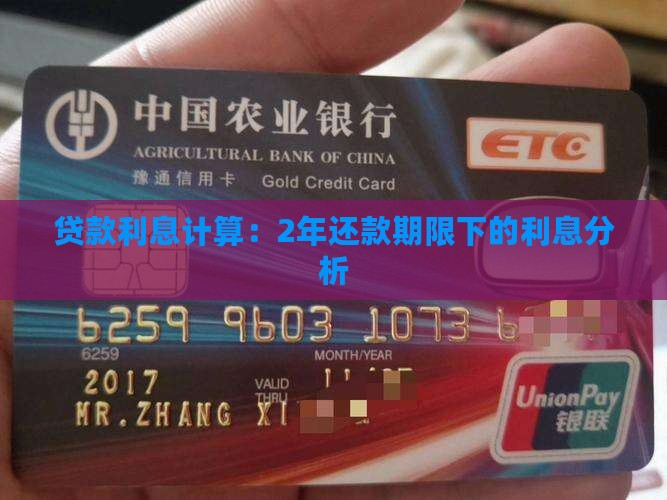 中国农业银行
AGRICULTURAL BANK OF CHINA
ETC
豫通信用卡 Gold Credit Card
贷款利息计算：2年还款期限下的利息分
析
6259 9603 1073
6259
MONTH/YEAR
2017 VALID THRU
MR.ZHANG XI
UnionPay
银联